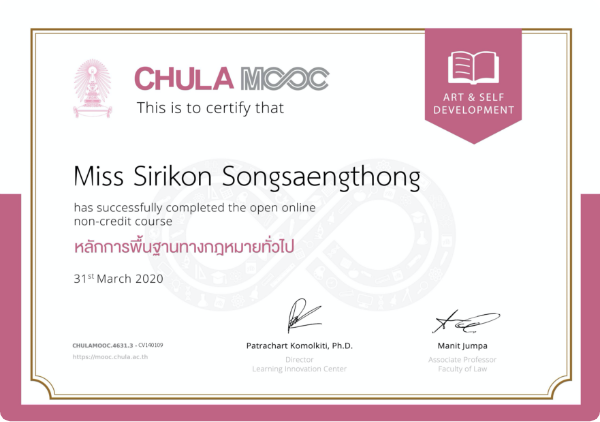 CHULA MOOC
This is to certify that
ART & SELF
DEVELOPMENT
Miss Sirikon Songsaengthong
has successfully completed the open online
non-credit course
หลักการพื้นฐานทางกฎหมายทั่วไป
31st March 2020
CHULAMOOC.4631.3 - CV140109
https://mooc.chula.ac.th
Patrachart Komolkiti, Ph.D.
Director
Learning Innovation Center
Manit Jumpa
Associate Professor
Faculty of Law